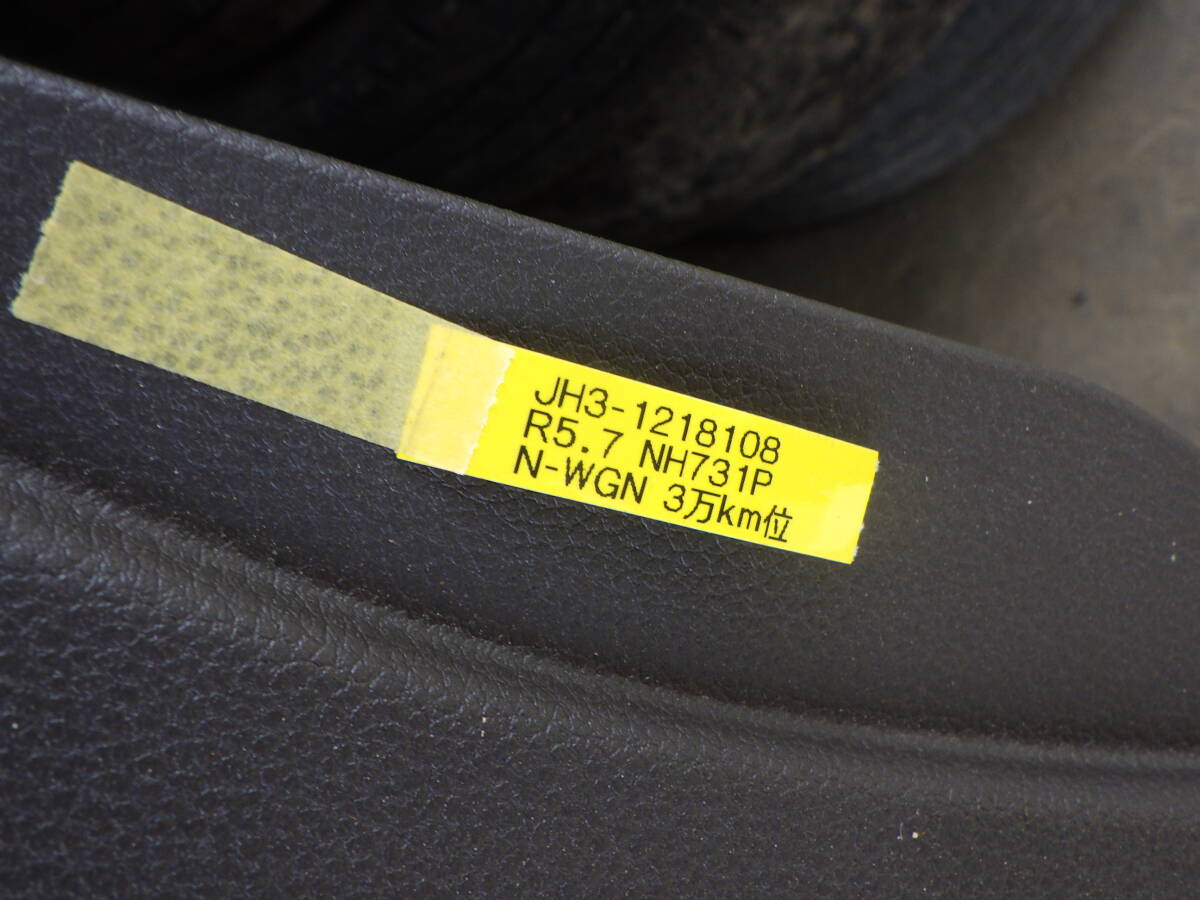 JH3-1218108
R5.7 NH731P
N-WGN 3万km位